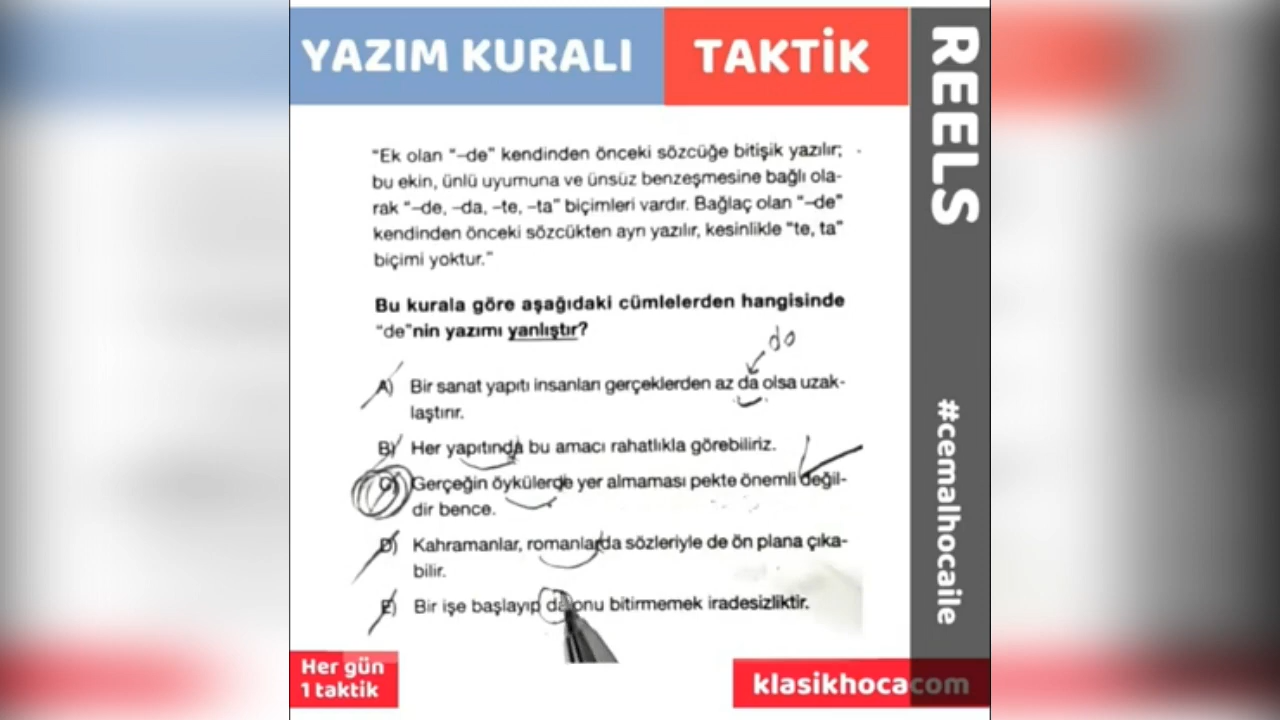 YAZIM KURALI
TAKTİK
REELS
"Ek olan "–de" kendinden önceki sözcüğe bitişik yazılır;
bu ekin, ünlü uyumuna ve ünsüz benzeşmesine bağlı ola-
rak "–de, –da, –te, –ta" biçimleri vardır. Bağlaç olan "–de"
kendinden önceki sözcükten ayrı yazılır, kesinlikle "te, ta"
biçimi yoktur."
Bu kurala göre aşağıdaki cümlelerden hangisinde
"de"nin yazımı yanlıştır?
do
A) Bir sanat yapıtı insanları gerçeklerden az da olsa uzak-
laştırır.
B) Her yapıtında bu amacı rahatlıkla görebiliriz.
C) Gerçeğin öykülerde yer almaması pekte önemli değil-
dir bence.
D) Kahramanlar, romanlarda sözleriyle de ön plana çıka-
bilir.
E) Bir işe başlayıp da onu bitirmemek iradesizliktir.
#cemalhocaile
Her gün
1 taktik
klasikhocacom